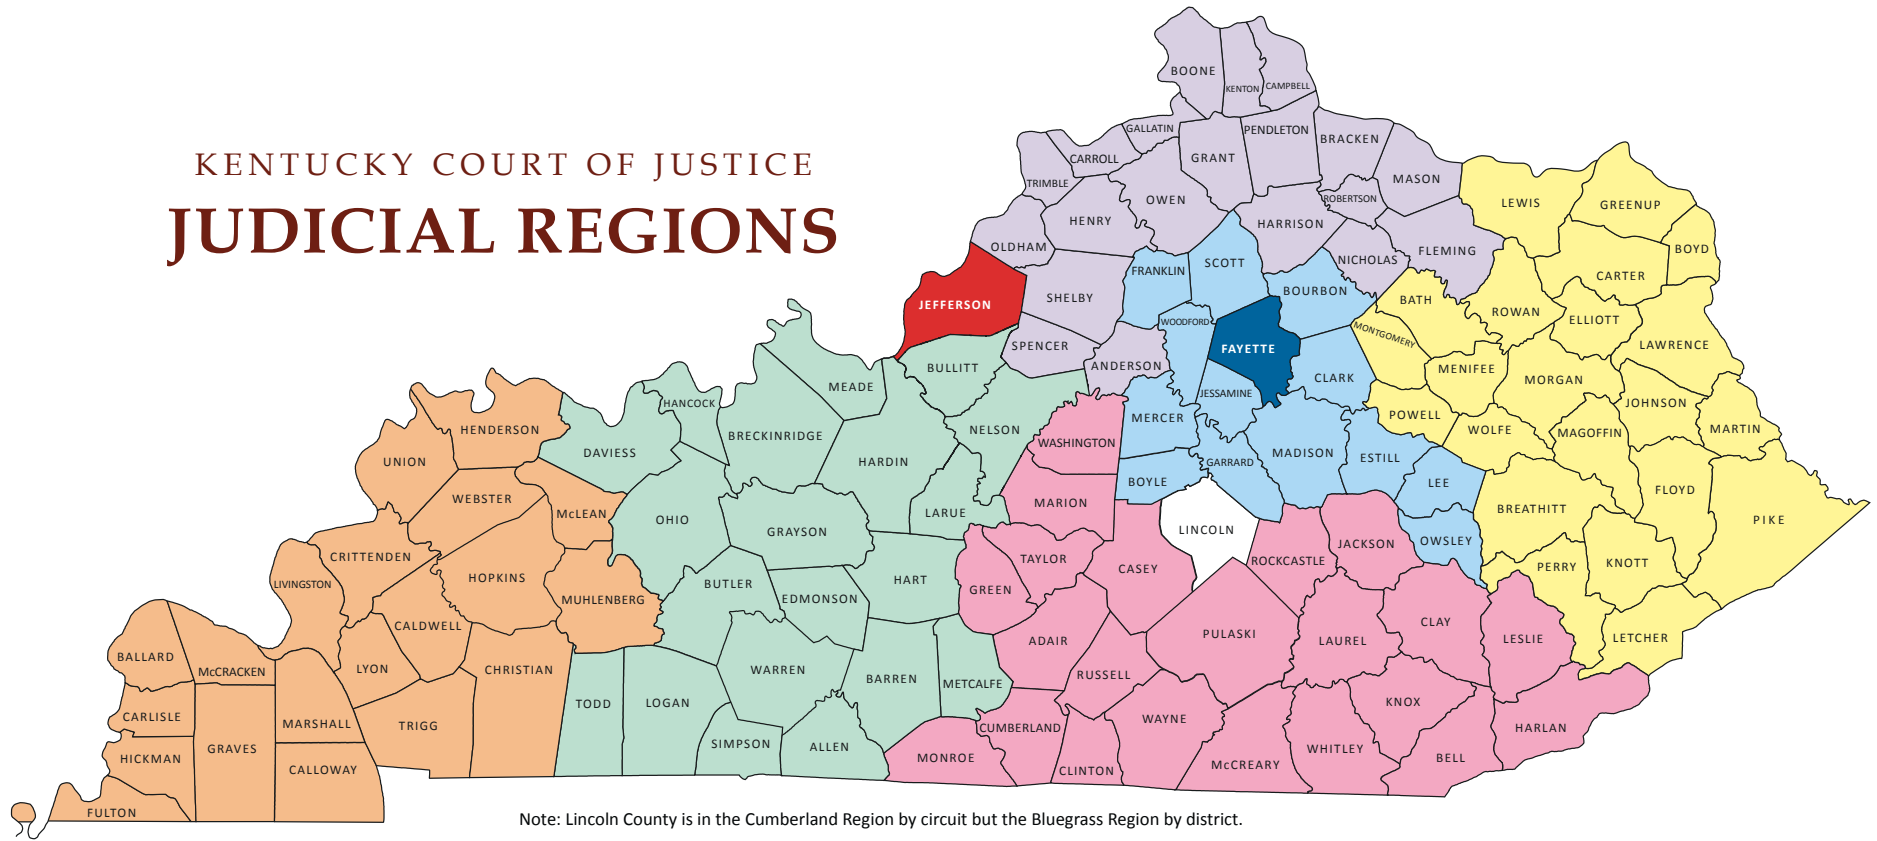 KENTUCKY COURT OF JUSTICE
JUDICIAL REGIONS
BOONE
KENTON
CAMPBELL
GALLATIN
PENDLETON
BRACKEN
CARROLL
GRANT
TRIMBLE
MASON
OWEN
ROBERTSON
LEWIS
GREENUP
HENRY
HARRISON
OLDHAM
FLEMING
BOYD
NICHOLAS
FRANKLIN
SCOTT
CARTER
SHELBY
BOURBON
BATH
JEFFERSON
ROWAN
ELLIOTT
WOODFORD
MONTGOMERY
SPENCER
FAYETTE
LAWRENCE
BULLITT
ANDERSON
MENIFEE
CLARK
MORGAN
MEADE
JESSAMINE
HANCOCK
JOHNSON
MERCER
POWELL
HENDERSON
BRECKINRIDGE
NELSON
WOLFE
MAGOFFIN
MARTIN
WASHINGTON
DAVIESS
MADISON
ESTILL
UNION
HARDIN
GARRARD
BOYLE
LEE
FLOYD
WEBSTER
MARION
BREATHITT
McLEAN
LARUE
OHIO
PIKE
GRAYSON
LINCOLN
OWSLEY
JACKSON
CRITTENDEN
TAYLOR
ROCKCASTLE
KNOTT
PERRY
CASEY
HOPKINS
HART
LIVINGSTON
BUTLER
GREEN
MUHLENBERG
EDMONSON
CLAY
CALDWELL
PULASKI
LESLIE
LETCHER
ADAIR
LAUREL
BALLARD
LYON
McCRACKEN
CHRISTIAN
WARREN
RUSSELL
BARREN
METCALFE
TODD
LOGAN
KNOX
CARLISLE
MARSHALL
TRIGG
WAYNE
CUMBERLAND
HARLAN
SIMPSON
ALLEN
GRAVES
WHITLEY
HICKMAN
MONROE
BELL
McCREARY
CALLOWAY
CLINTON
FULTON
Note: Lincoln County is in the Cumberland Region by circuit but the Bluegrass Region by district.